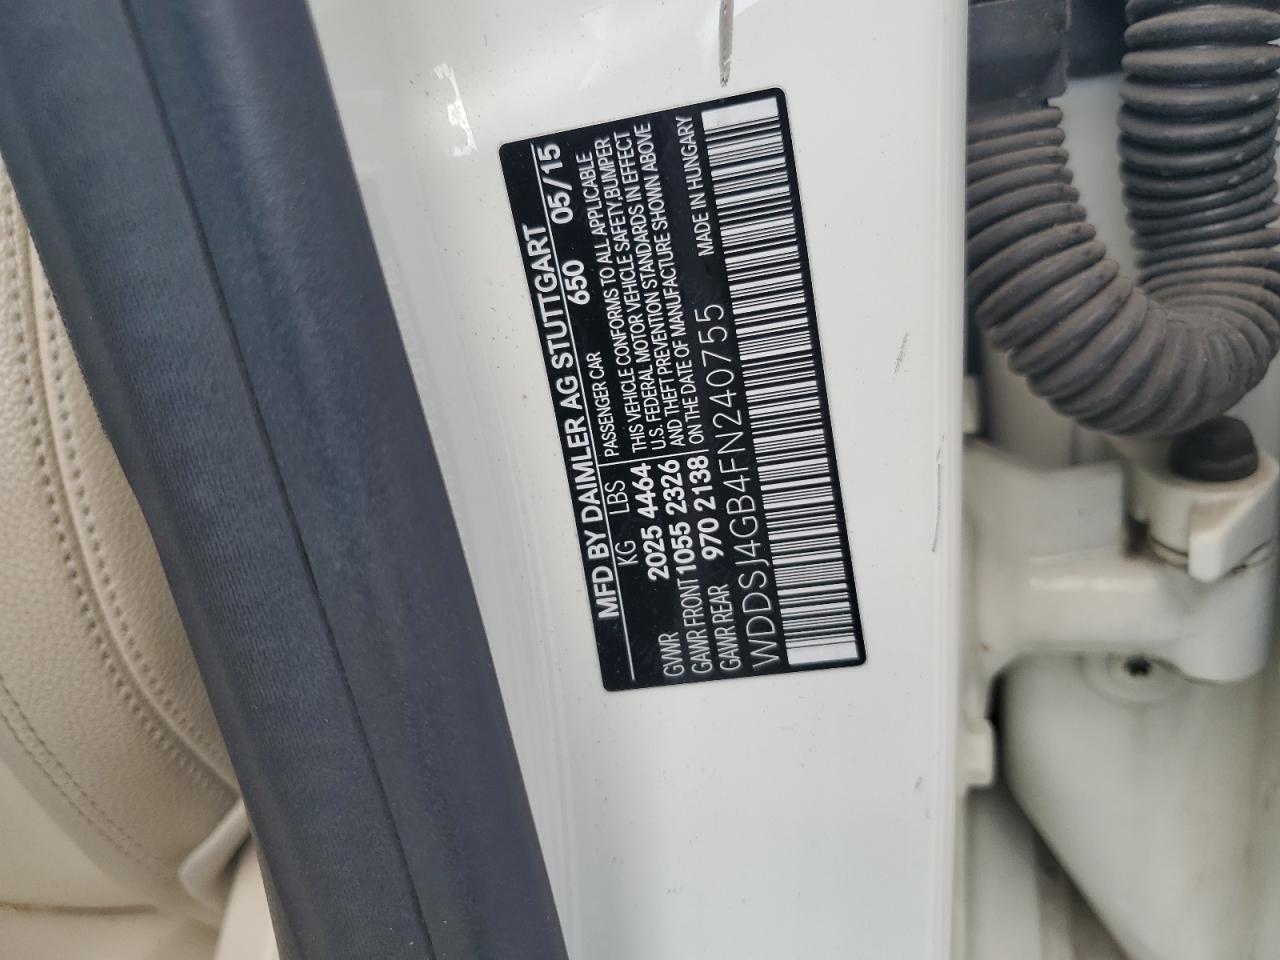 MFD BY DAIMLER AG STUTTGART
650 05/15
KG LBS
PASSENGER CAR
GVWR 2025 4464
THIS VEHICLE CONFORMS TO ALL APPLICABLE
GAWR FRONT 1055 2326
U.S. FEDERAL MOTOR VEHICLE SAFETY, BUMPER
GAWR REAR 970 2138
AND THEFT PREVENTION STANDARDS IN EFFECT
ON THE DATE OF MANUFACTURE SHOWN ABOVE
WDDSJ4GB4FN240755
MADE IN HUNGARY